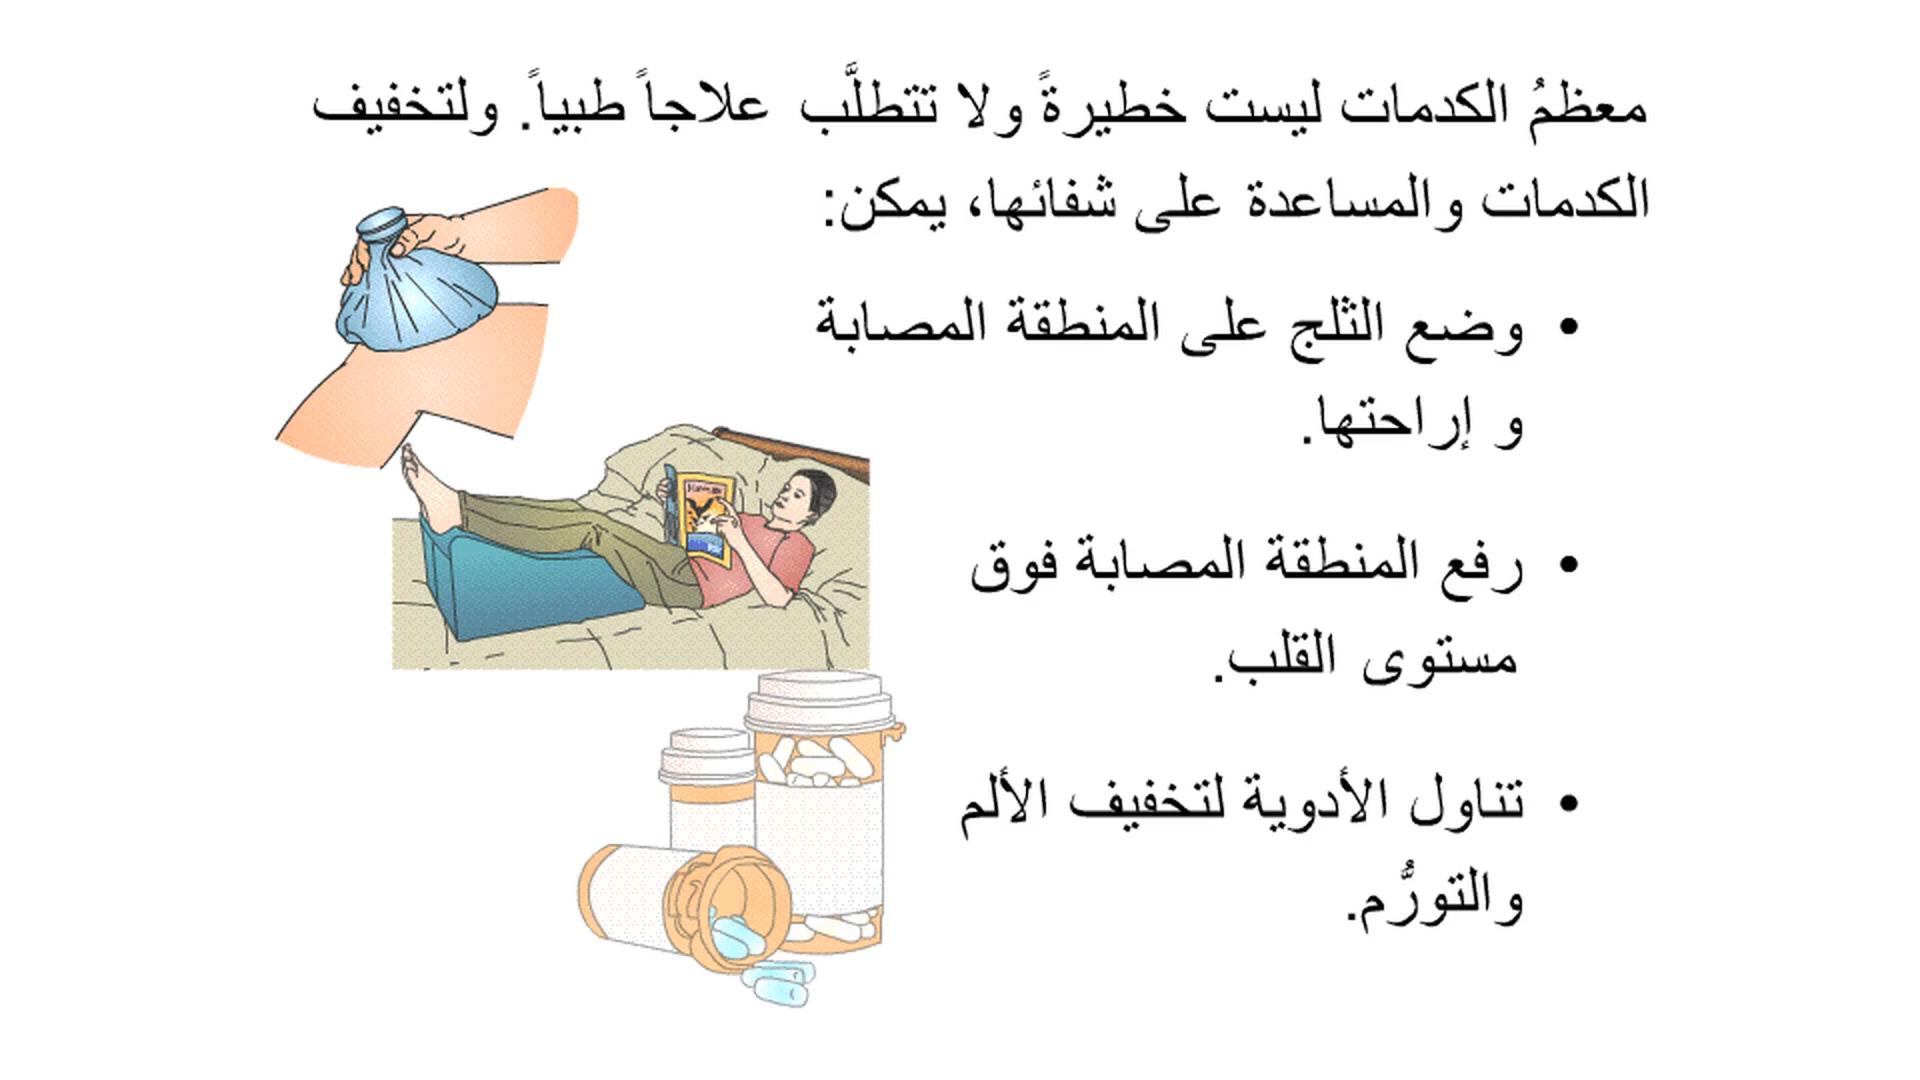 معظمُ الكدمات ليست خطيرةً ولا تتطلَّب علاجاً طبياً. ولتخفيف
الكدمات والمساعدة على شفائها، يمكن:
• وضع الثلج على المنطقة المصابة
و إراحتها.
• رفع المنطقة المصابة فوق
مستوى القلب.
• تناول الأدوية لتخفيف الألم
والتورُّم.